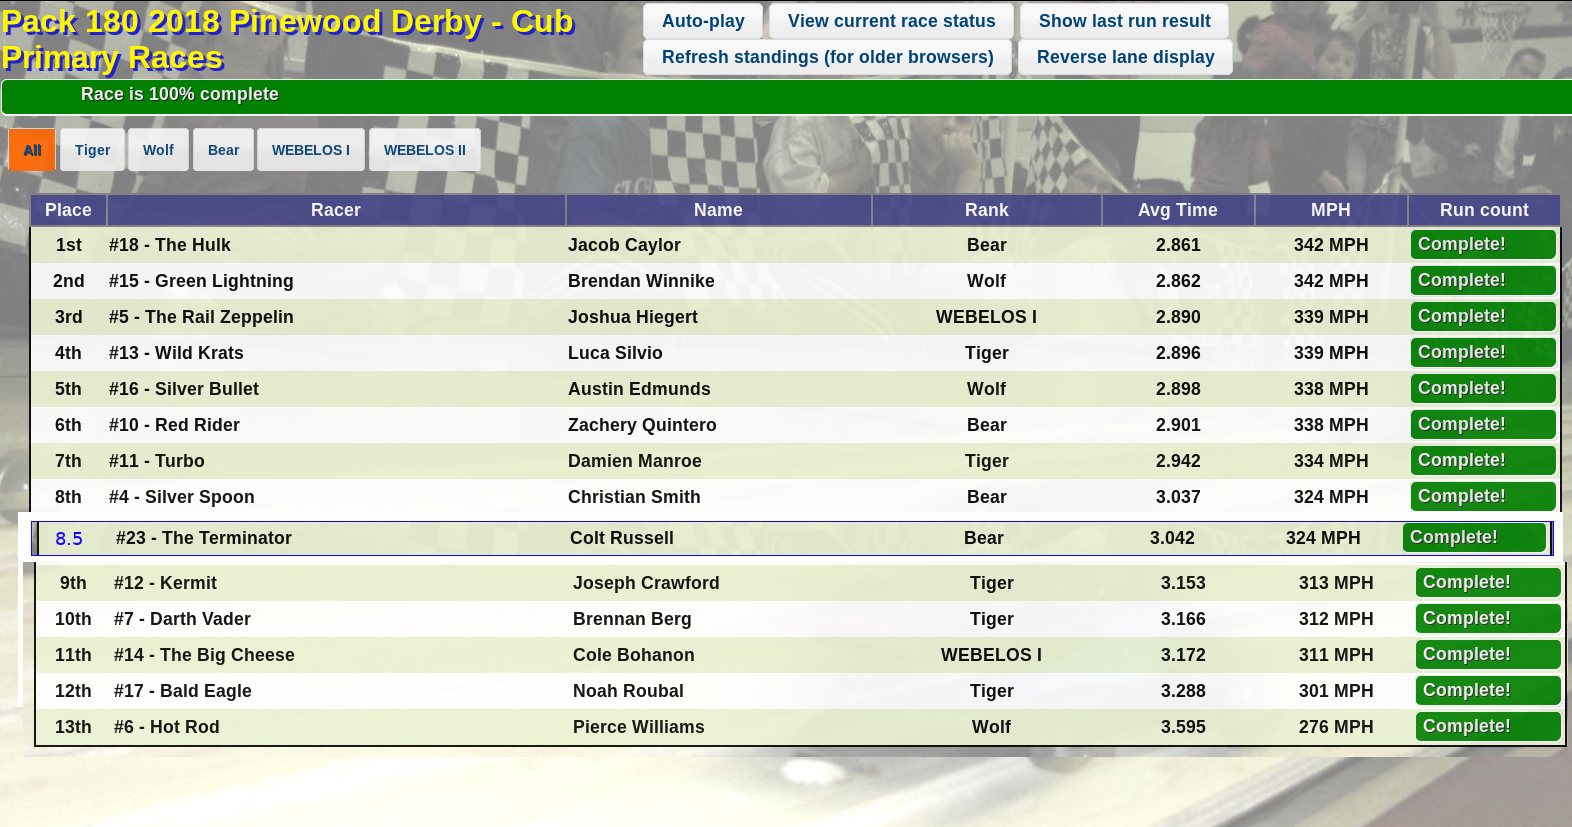 Pack 180 2018 Pinewood Derby - Cub
Primary Races
Auto-play View current race status Show last run result
Refresh standings (for older browsers) Reverse lane display
Race is 100% complete
All Tiger Wolf Bear WEBELOS I WEBELOS II
Place Racer Name Rank Avg Time MPH Run count
1st #18 - The Hulk Jacob Caylor Bear 2.861 342 MPH Complete!
2nd #15 - Green Lightning Brendan Winnike Wolf 2.862 342 MPH Complete!
3rd #5 - The Rail Zeppelin Joshua Hiegert WEBELOS I 2.890 339 MPH Complete!
4th #13 - Wild Krats Luca Silvio Tiger 2.896 339 MPH Complete!
5th #16 - Silver Bullet Austin Edmunds Wolf 2.898 338 MPH Complete!
6th #10 - Red Rider Zachery Quintero Bear 2.901 338 MPH Complete!
7th #11 - Turbo Damien Manroe Tiger 2.942 334 MPH Complete!
8th #4 - Silver Spoon Christian Smith Bear 3.037 324 MPH Complete!
8.5 #23 - The Terminator Colt Russell Bear 3.042 324 MPH Complete!
9th #12 - Kermit Joseph Crawford Tiger 3.153 313 MPH Complete!
10th #7 - Darth Vader Brennan Berg Tiger 3.166 312 MPH Complete!
11th #14 - The Big Cheese Cole Bohanon WEBELOS I 3.172 311 MPH Complete!
12th #17 - Bald Eagle Noah Roubal Tiger 3.288 301 MPH Complete!
13th #6 - Hot Rod Pierce Williams Wolf 3.595 276 MPH Complete!